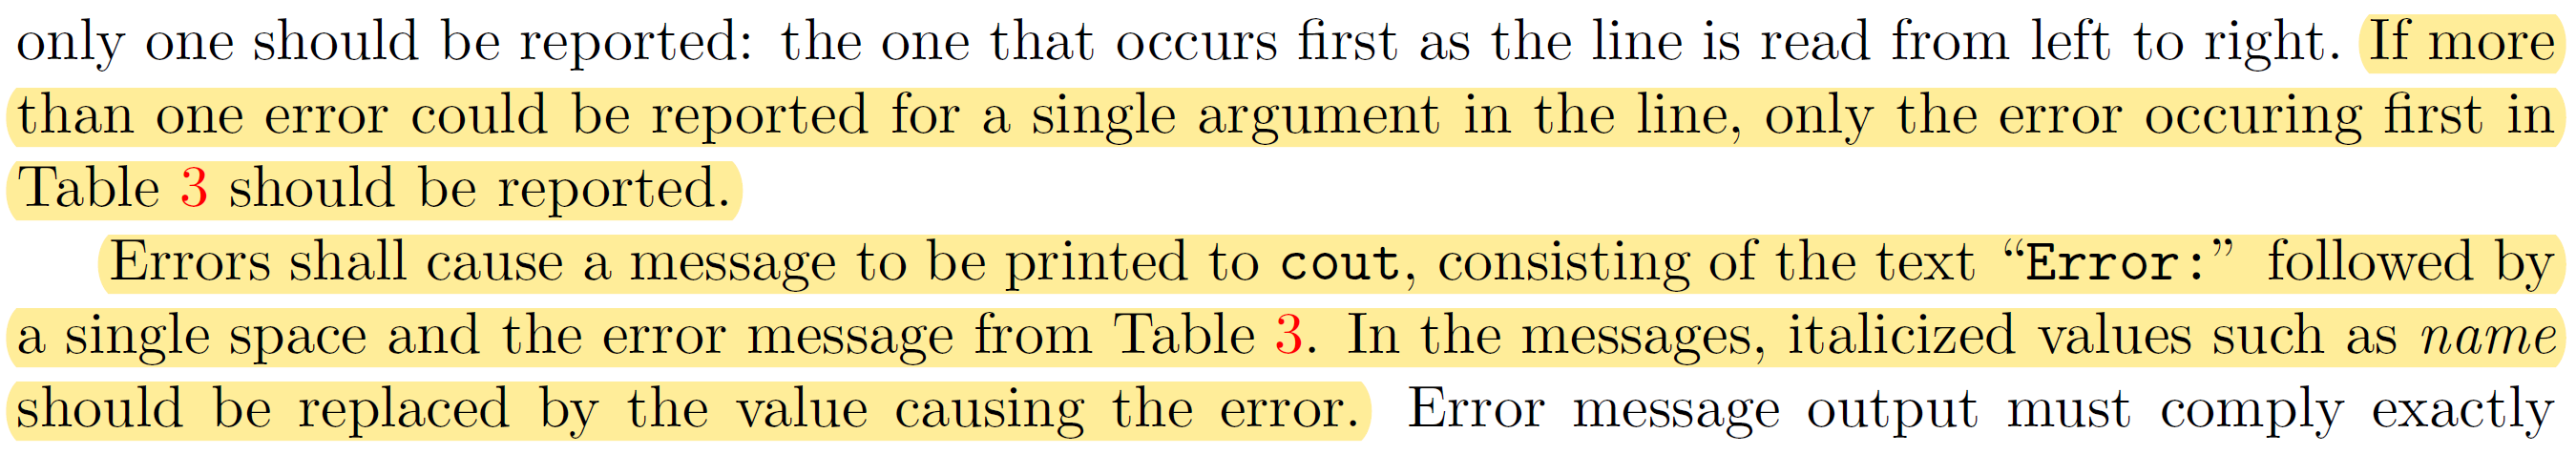 only one should be reported: the one that occurs first as the line is read from left to right. If more
than one error could be reported for a single argument in the line, only the error occuring first in
Table 3 should be reported.
Errors shall cause a message to be printed to cout, consisting of the text “Error:” followed by
a single space and the error message from Table 3. In the messages, italicized values such as name
should be replaced by the value causing the error. Error message output must comply exactly